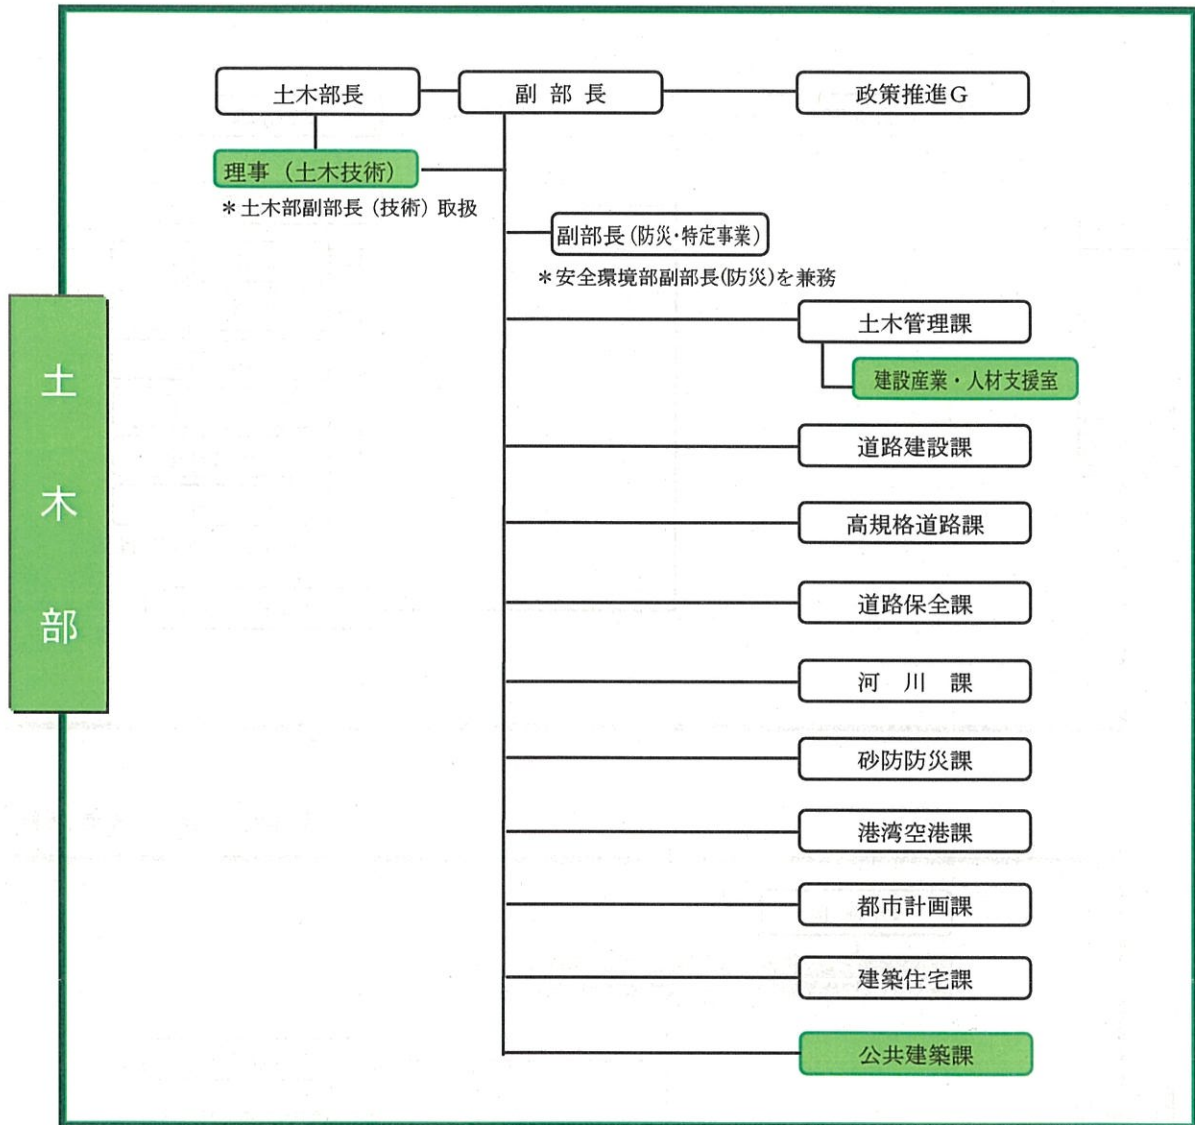 土木部
土木部長
副部長
政策推進G
理事（土木技術）
＊土木部副部長（技術）取扱
副部長(防災・特定事業)
＊安全環境部副部長(防災)を兼務
土木管理課
建設産業・人材支援室
道路建設課
高規格道路課
道路保全課
河川課
砂防防災課
港湾空港課
都市計画課
建築住宅課
公共建築課